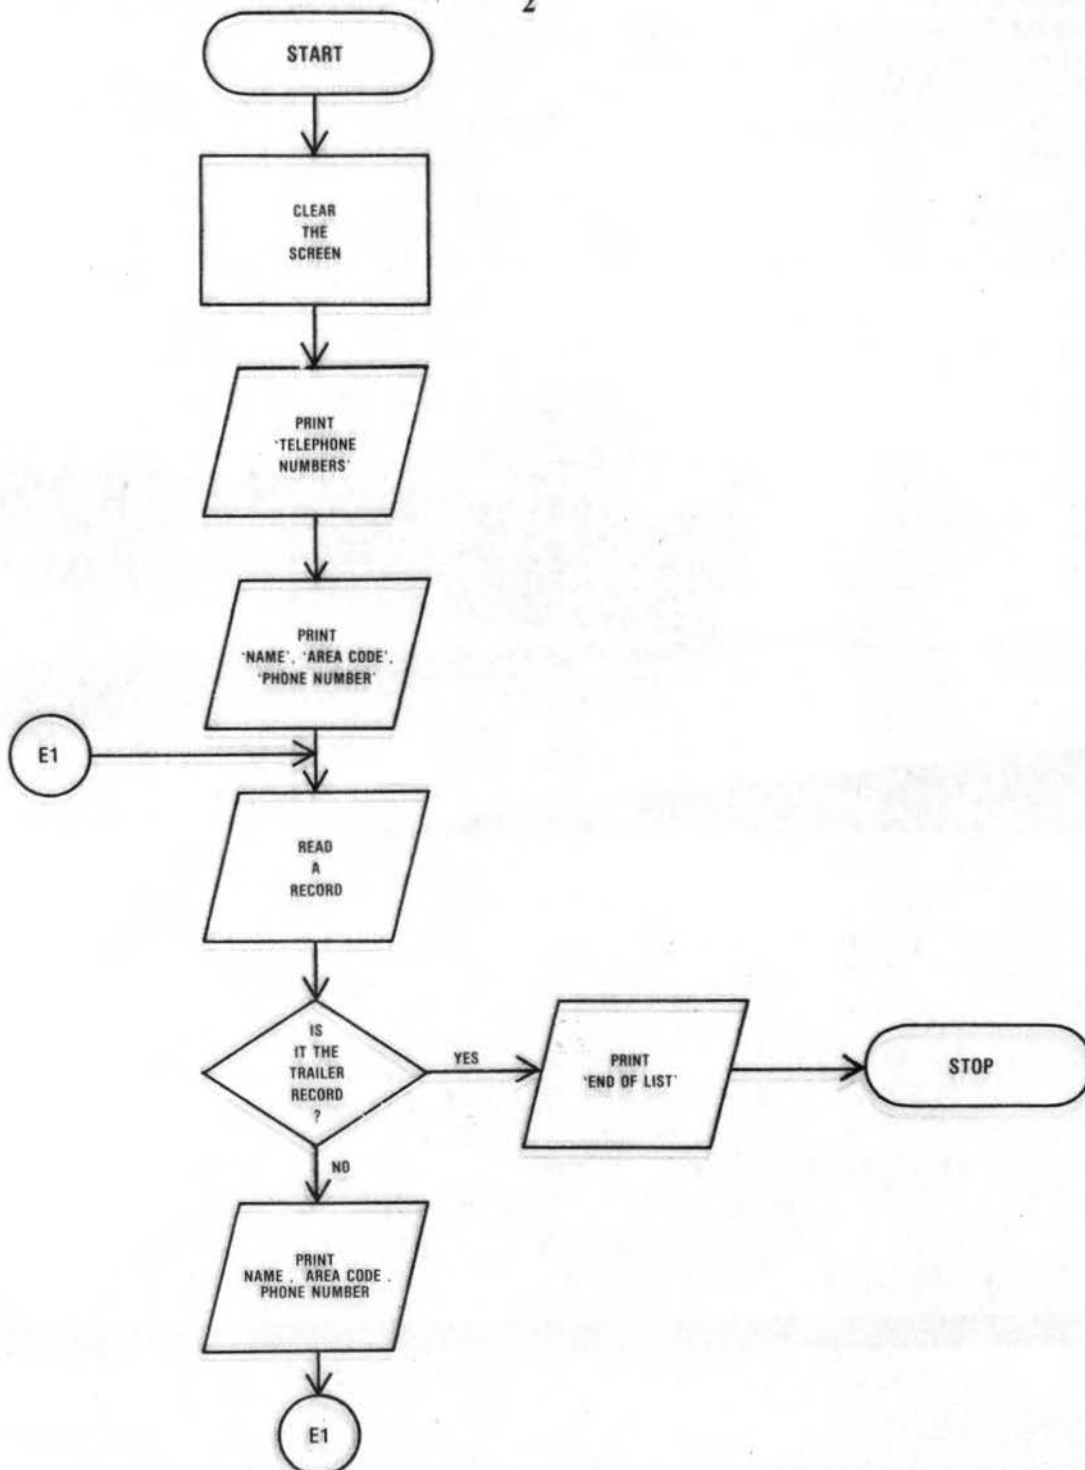 2
START
CLEAR
THE
SCREEN
PRINT
'TELEPHONE
NUMBERS'
PRINT
'NAME', 'AREA CODE',
'PHONE NUMBER'
E1
READ
A
RECORD
IS
IT THE
TRAILER
RECORD
?
YES
PRINT
'END OF LIST'
STOP
NO
PRINT
NAME , AREA CODE ,
PHONE NUMBER
E1